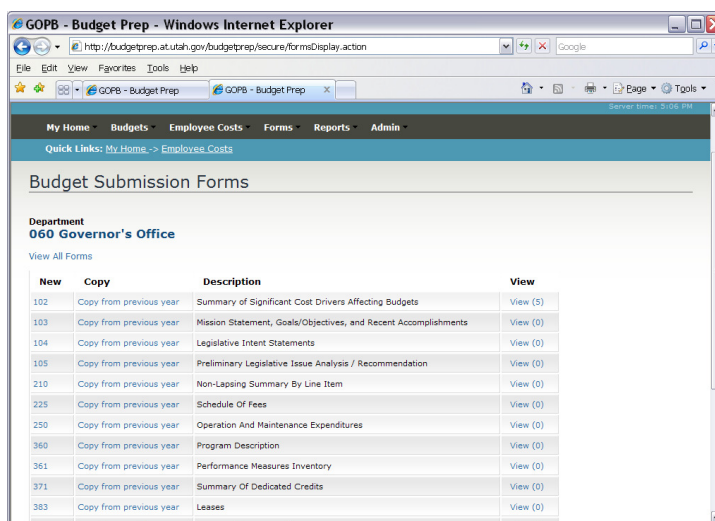 GOPB - Budget Prep - Windows Internet Explorer
http://budgetprep.at.utah.gov/budgetprep/secure/formsDisplay.action
Google
File Edit View Favorites Tools Help
GOPB - Budget Prep GOPB - Budget Prep X Page Tools
Server time: 5:06 PM
My Home Budgets Employee Costs Forms Reports Admin
Quick Links: My Home -> Employee Costs
Budget Submission Forms
Department
060 Governor's Office
View All Forms
New Copy Description View
102 Copy from previous year Summary of Significant Cost Drivers Affecting Budgets View (5)
103 Copy from previous year Mission Statement, Goals/Objectives, and Recent Accomplishments View (0)
104 Copy from previous year Legislative Intent Statements View (0)
105 Copy from previous year Preliminary Legislative Issue Analysis / Recommendation View (0)
210 Copy from previous year Non-Lapsing Summary By Line Item View (0)
225 Copy from previous year Schedule Of Fees View (0)
250 Copy from previous year Operation And Maintenance Expenditures View (0)
360 Copy from previous year Program Description View (0)
361 Copy from previous year Performance Measures Inventory View (0)
371 Copy from previous year Summary Of Dedicated Credits View (0)
383 Copy from previous year Leases View (0)